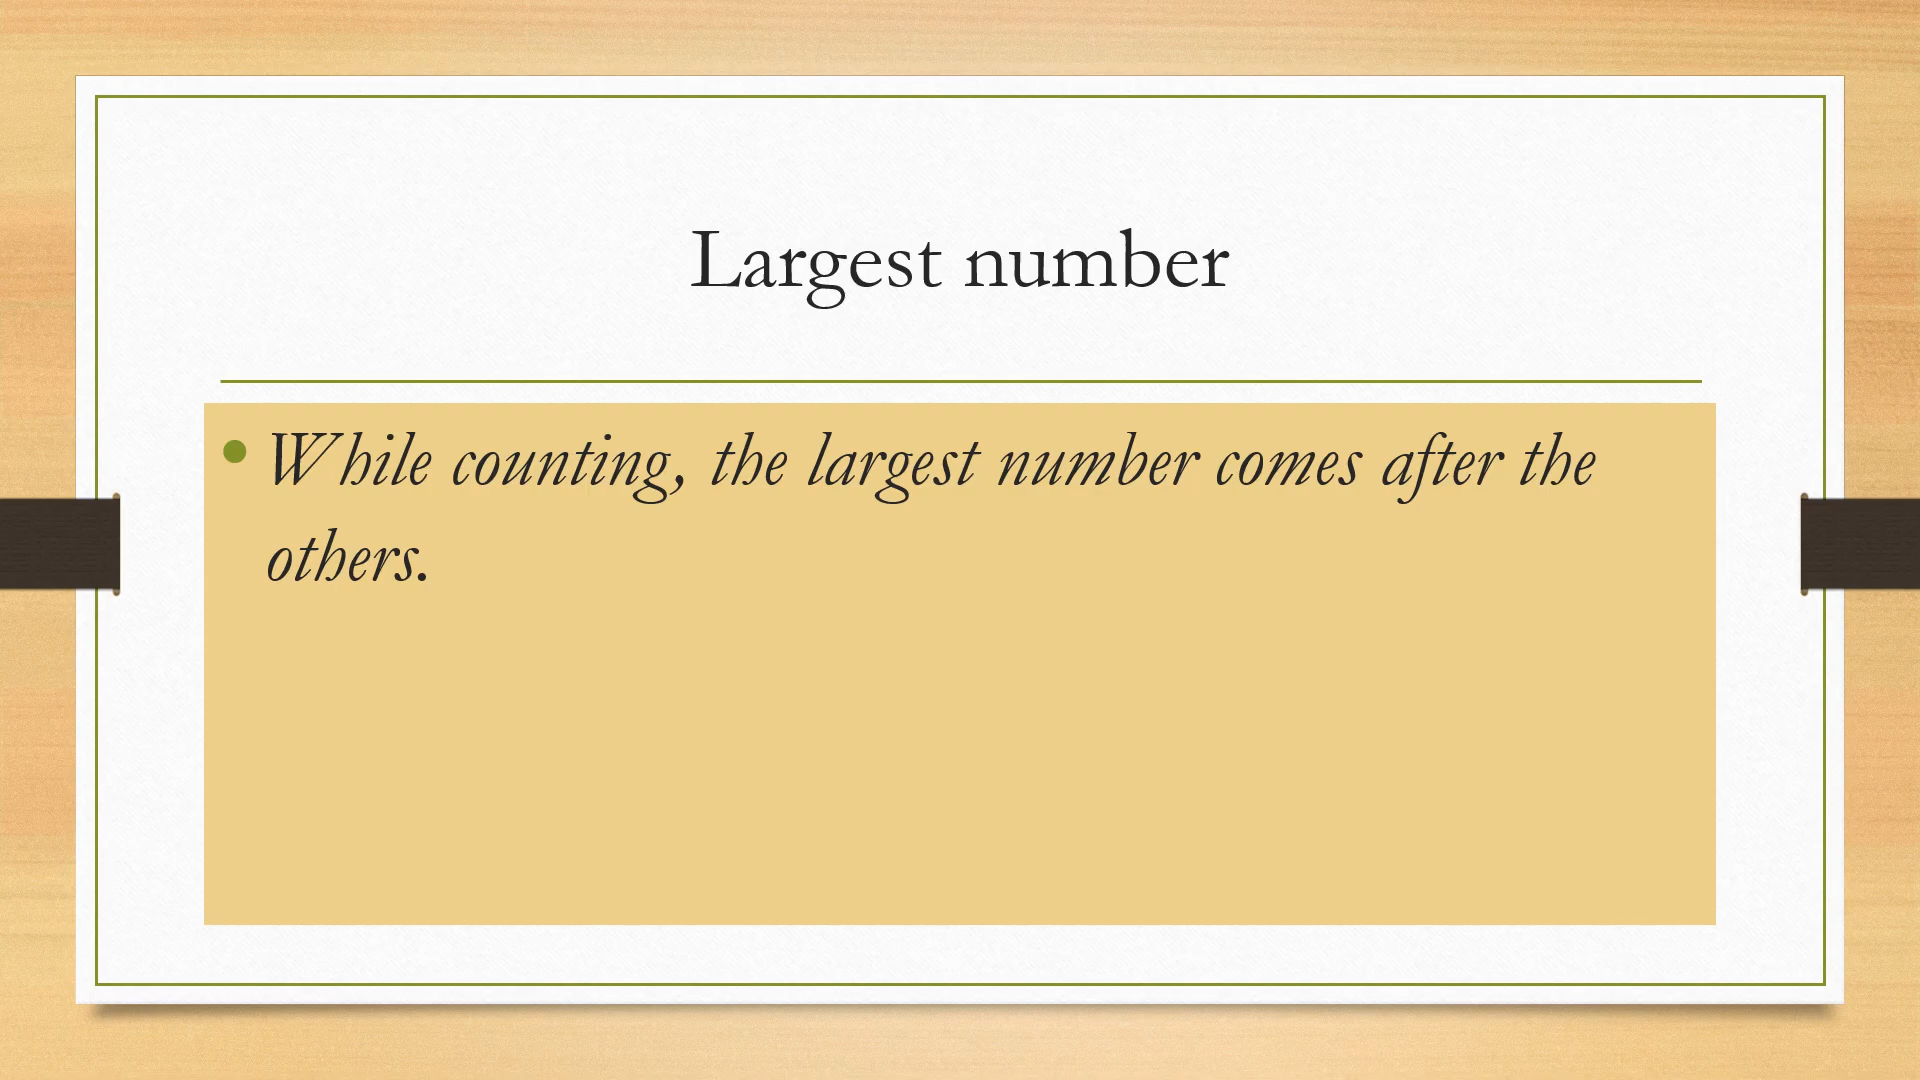 Largest number
• While counting, the largest number comes after the
others.